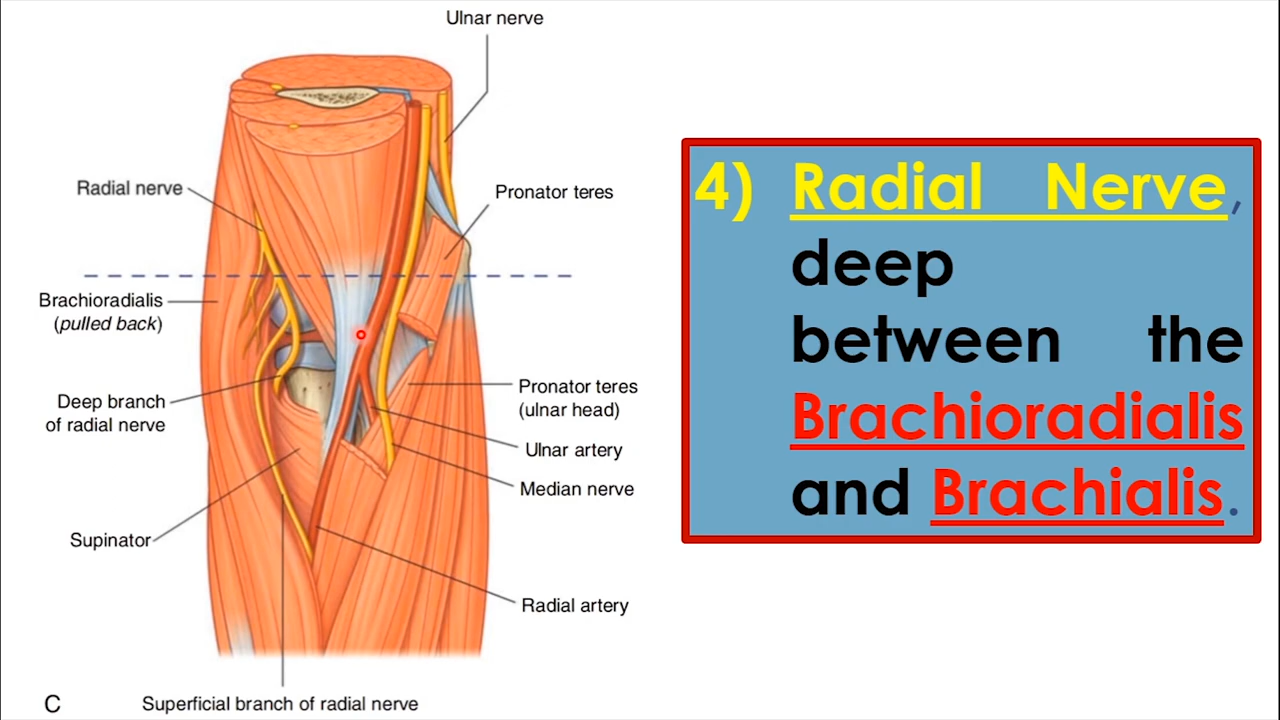 Ulnar nerve
Radial nerve
Pronator teres
Brachioradialis
(pulled back)
Deep branch
of radial nerve
Pronator teres
(ulnar head)
Ulnar artery
Median nerve
Supinator
Radial artery
C
Superficial branch of radial nerve
4) Radial Nerve,
deep
between the
Brachioradialis
and Brachialis.